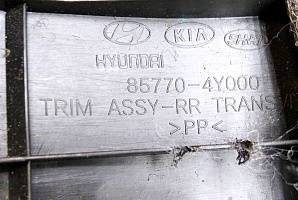 KIA
HYUNDAI
85770-4Y000
TRIM ASSY-RR TRANS
>PP<